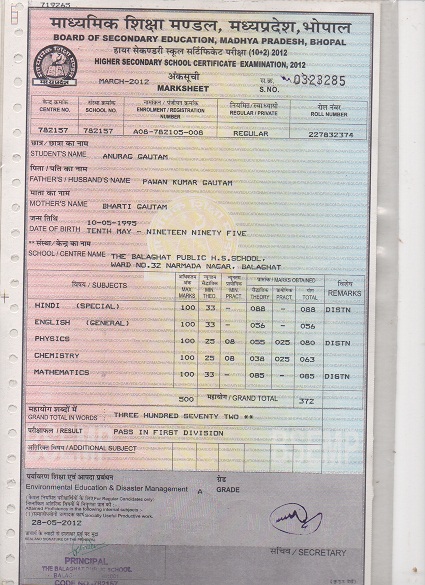 719265
माध्यमिक शिक्षा मण्डल, मध्यप्रदेश, भोपाल
BOARD OF SECONDARY EDUCATION, MADHYA PRADESH, BHOPAL
हायर सेकण्डरी स्कूल सर्टिफिकेट परीक्षा (10+2) 2012
HIGHER SECONDARY SCHOOL CERTIFICATE EXAMINATION, 2012
MARCH-2012 अंकसूची स.क्र. 0323285
MARKSHEET S.NO.
केन्द्र क्रमांक संस्था क्रमांक नामांकन / पंजीयन क्रमांक नियमित/स्वाध्यायी रोल नंबर
CENTRE NO. SCHOOL NO. ENROLMENT / REGISTRATION NUMBER REGULAR / PRIVATE ROLL NUMBER
782157 782157 A08-782105-008 REGULAR 227832374
छात्र/छात्रा का नाम
STUDENT'S NAME ANURAG GAUTAM
पिता / पति का नाम
FATHER'S / HUSBAND'S NAME PAWAN KUMAR GAUTAM
माता का नाम
MOTHER'S NAME BHARTI GAUTAM
जन्म तिथि 10-05-1995
DATE OF BIRTH TENTH MAY - NINETEEN NINETY FIVE
** संस्था/ केन्द्र का नाम
SCHOOL / CENTRE NAME THE BALAGHAT PUBLIC H.S.SCHOOL,
WARD NO.32 NARMADA NAGAR, BALAGHAT
विषय / SUBJECTS MAX. MARKS MIN. THEO. MIN. PRACT. प्राप्तांक / MARKS OBTAINED THEORY PRACT. TOTAL विशेष REMARKS
HINDI (SPECIAL) 100 33 - 088 - 088 DISTN
ENGLISH (GENERAL) 100 33 - 056 - 056
PHYSICS 100 25 08 055 025 080 DISTN
CHEMISTRY 100 25 08 038 025 063
MATHEMATICS 100 33 - 085 - 085 DISTN
500 महायोग / GRAND TOTAL 372
महायोग शब्दों में
GRAND TOTAL IN WORDS : THREE HUNDRED SEVENTY TWO **
परीक्षाफल / RESULT PASS IN FIRST DIVISION
अतिरिक्त विषय / ADDITIONAL SUBJECT
पर्यावरण शिक्षा एवं आपदा प्रबंधन ग्रेड
Environmental Education & Disaster Management A GRADE
28-05-2012
PRINCIPAL
THE BALAGHAT PUBLIC SCHOOL
सचिव / SECRETARY